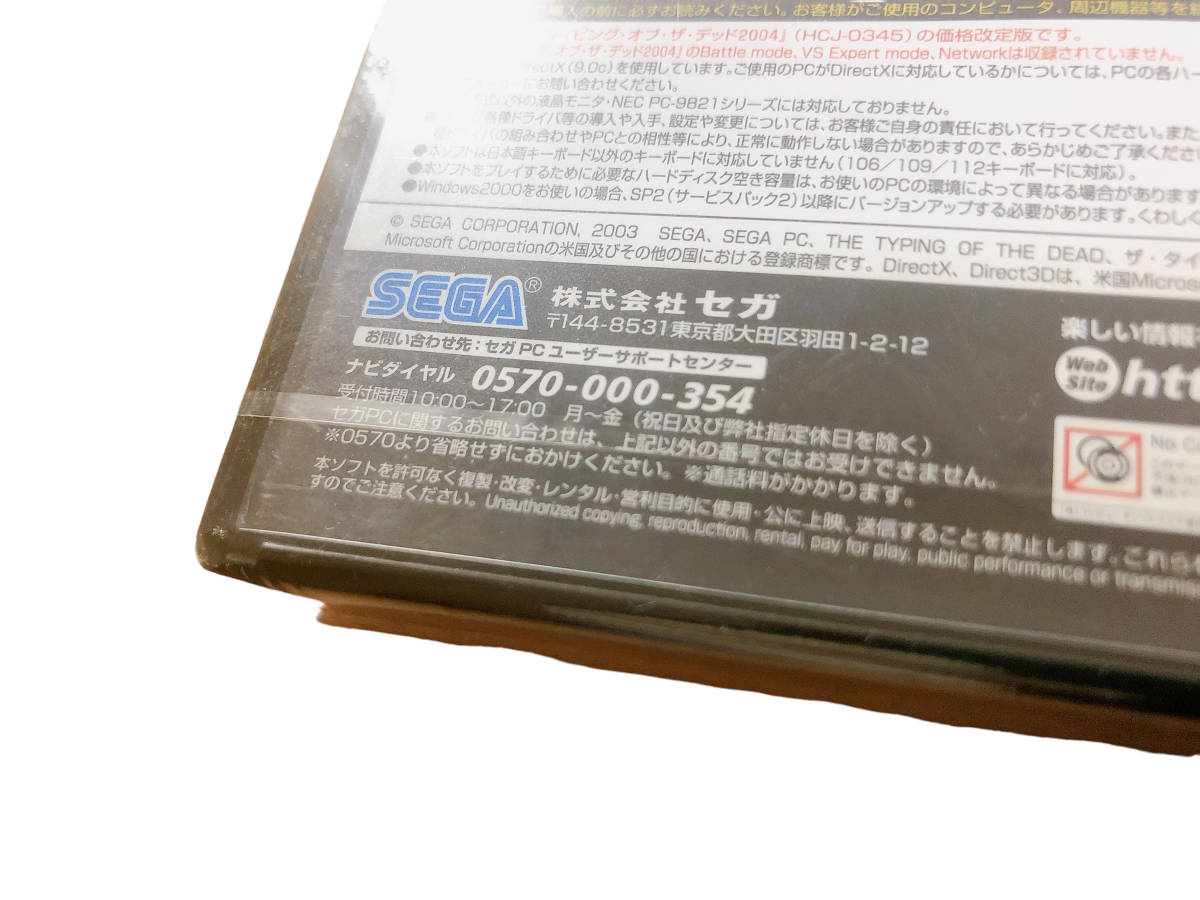 購入の前に必ずお読みください。お客様がご使用のコンピュータ、周辺機器等を
イピング・オブ・ザ・デッド2004』(HCJ-0345)の価格改定版です。
オブ・ザ・デッド2004』のBattle mode、VS Expert mode、Networkは収録されていません。
irectX(9.0c)を使用しています。ご使用のPCがDirectXに対応しているかについては、PCの各ハー
にお問い合わせください。
以外の液晶モニタ・NEC PC-9821シリーズには対応しておりません。
各種ドライバ等の導入や入手、設定や変更については、お客様ご自身の責任において行ってください。また
ドライバの組み合わせやPCとの相性等により、正常に動作しない場合がありますので、あらかじめご了承くださ
●本ソフトは日本語キーボード以外のキーボードに対応していません(106/109/112キーボードに対応)。
●本ソフトをプレイするために必要なハードディスク空き容量は、お使いのPCの環境によって異なる場合があります
●Windows2000をお使いの場合、SP2(サービスパック2)以降にバージョンアップする必要があります。くわしく
© SEGA CORPORATION, 2003 SEGA、SEGA PC、THE TYPING OF THE DEAD、ザ・タイ
Microsoft Corporationの米国及びその他の国における登録商標です。DirectX、Direct3Dは、米国Micros
SEGA® 株式会社 セガ
〒144-8531東京都大田区羽田1-2-12
お問い合わせ先：セガPCユーザーサポートセンター
ナビダイヤル 0570-000-354
受付時間10:00〜17:00 月〜金(祝日及び弊社指定休日を除く)
セガPCに関するお問い合わせは、上記以外の番号ではお受けできません。
※0570より省略せずにおかけください。※通話料がかかります。
本ソフトを許可なく複製・改変・レンタル・営利目的に使用・公に上映、送信することを禁止します。これら
すのでご注意ください。Unauthorized copying, reproduction, rental, pay for play, public performance or transmis
楽しい情報
Web Site htt
No.